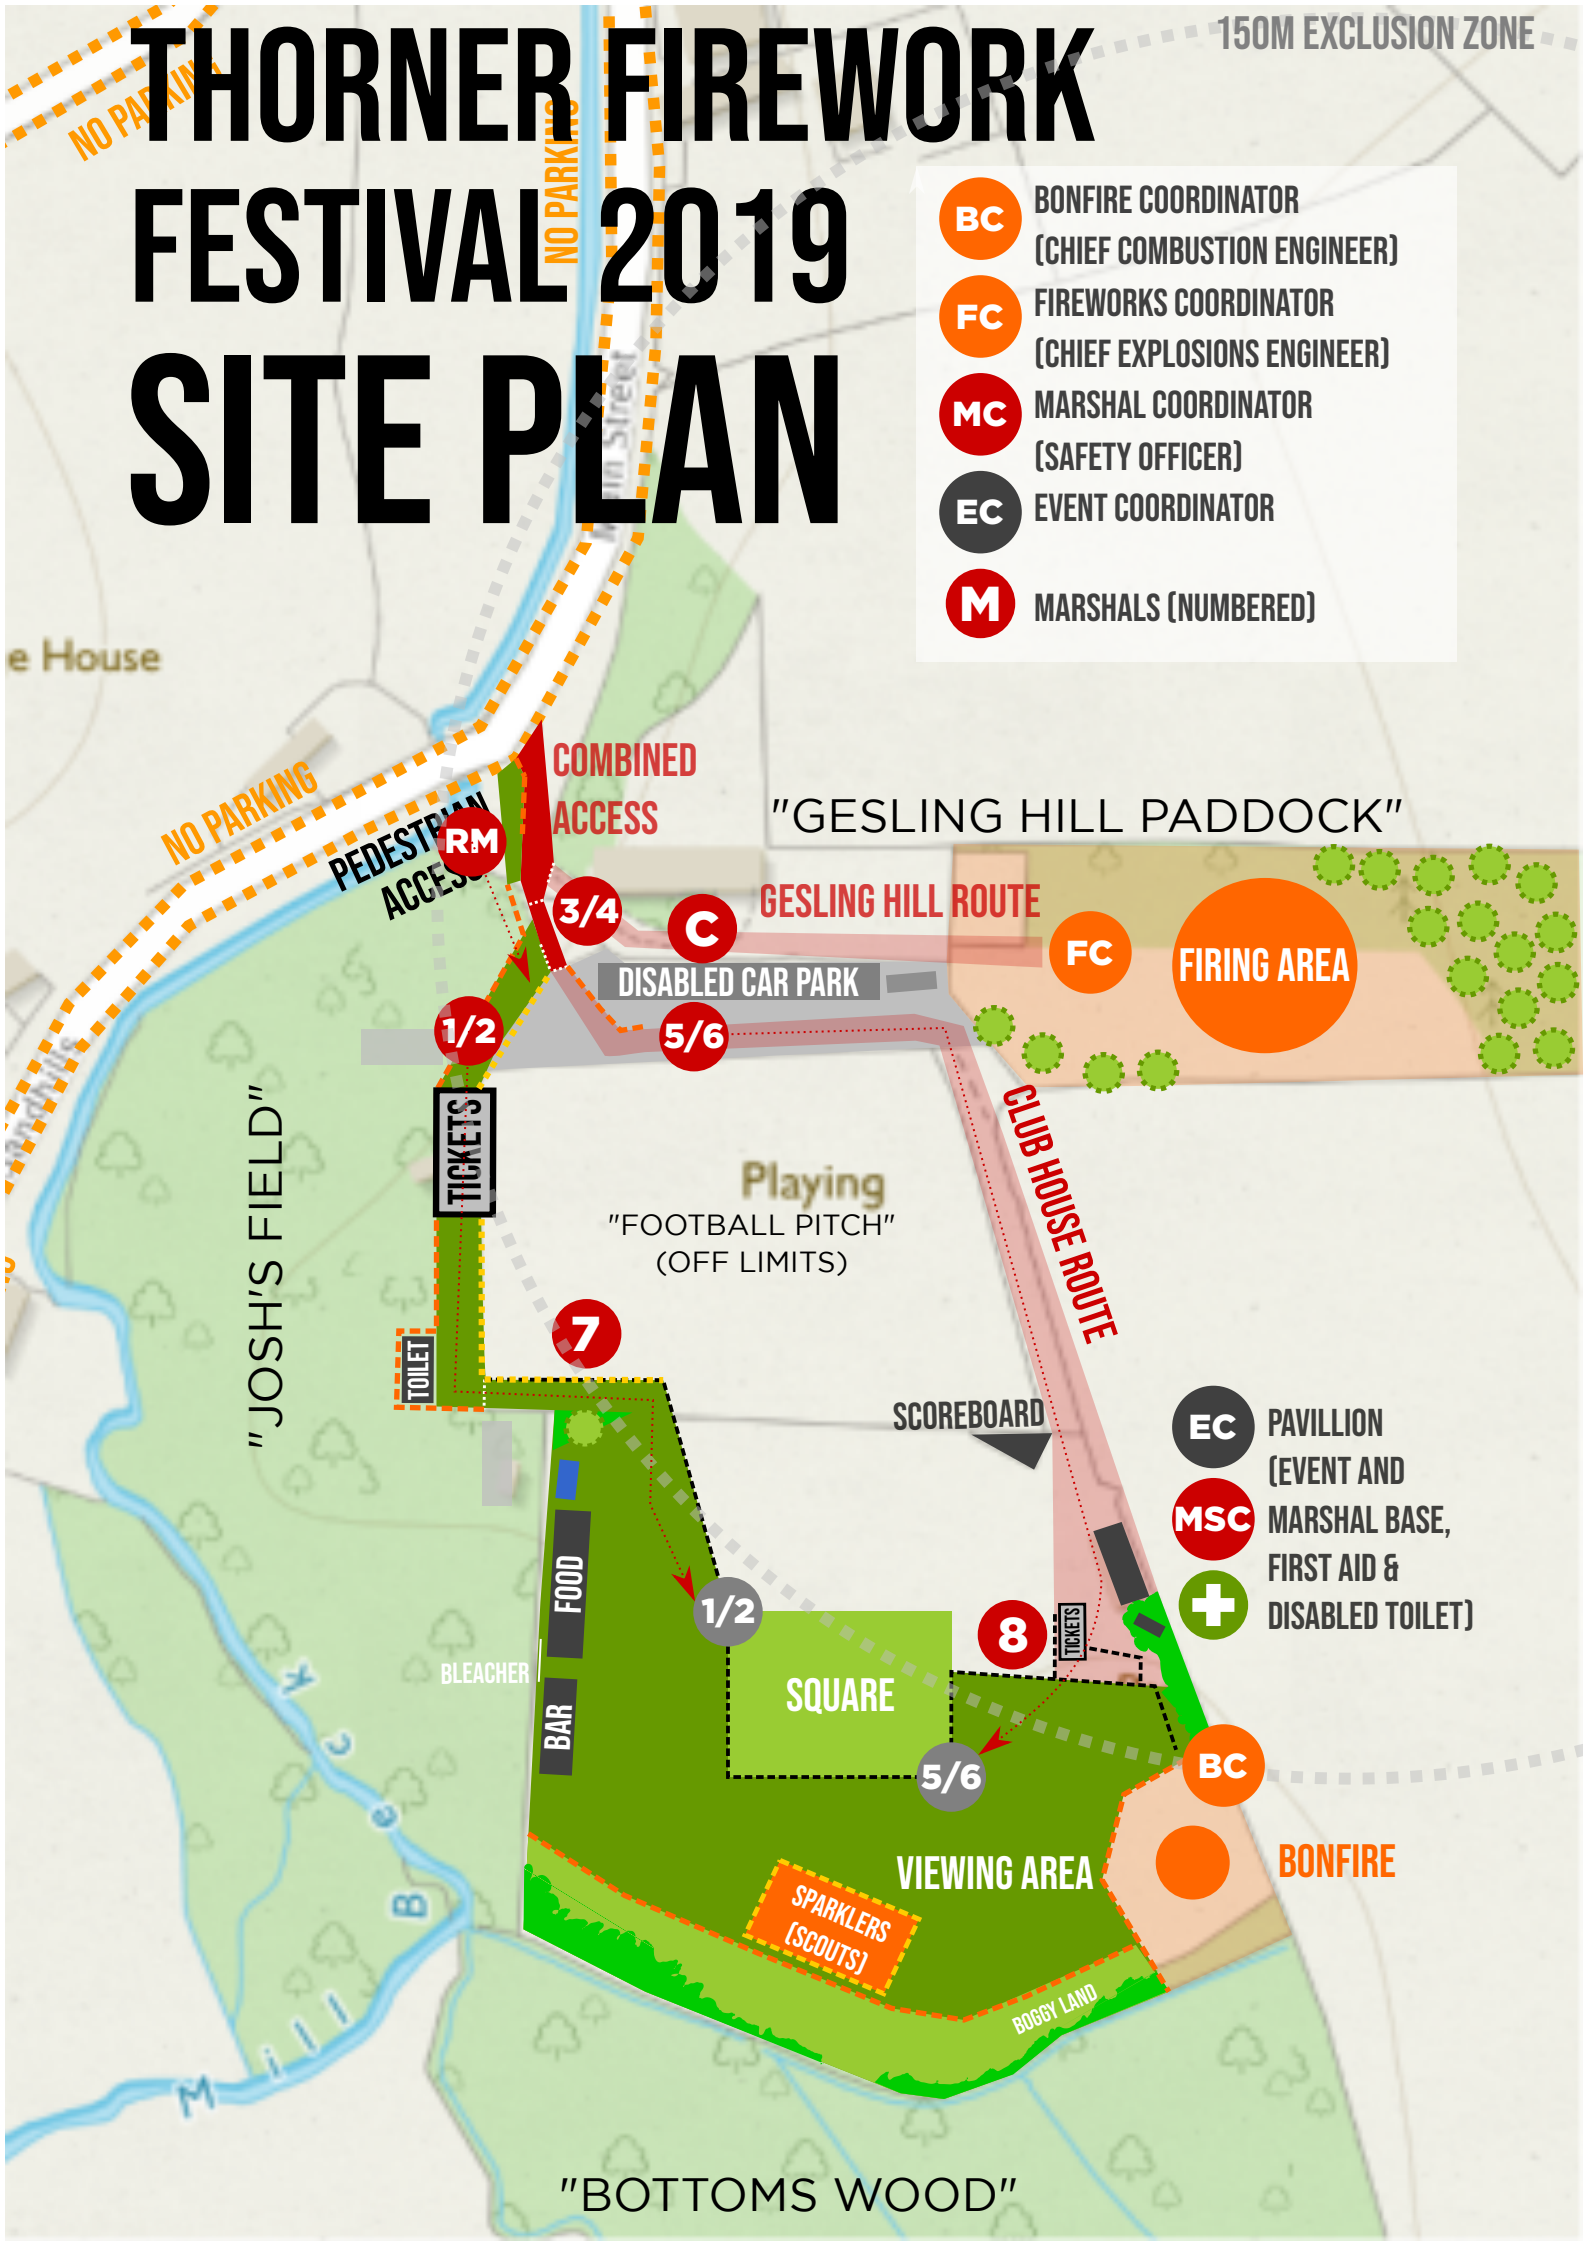 150M EXCLUSION ZONE
THORNER FIREWORK
FESTIVAL 2019
SITE PLAN
NO PARKING
NO PARKING
Main Street
BC BONFIRE COORDINATOR
(CHIEF COMBUSTION ENGINEER)
FC FIREWORKS COORDINATOR
(CHIEF EXPLOSIONS ENGINEER)
MC MARSHAL COORDINATOR
(SAFETY OFFICER)
EC EVENT COORDINATOR
M MARSHALS (NUMBERED)
e House
NO PARKING
COMBINED
ACCESS
PEDESTRIAN
ACCESS
RM
"GESLING HILL PADDOCK"
3/4
C
GESLING HILL ROUTE
FC
FIRING AREA
DISABLED CAR PARK
1/2
5/6
TICKETS
"JOSH'S FIELD"
CLUB HOUSE ROUTE
Playing
"FOOTBALL PITCH"
(OFF LIMITS)
7
TOILET
SCOREBOARD
EC
MSC
PAVILLION
(EVENT AND
MARSHAL BASE,
FIRST AID &
DISABLED TOILET)
FOOD
1/2
8
TICKETS
BLEACHER
BAR
SQUARE
5/6
BC
BONFIRE
VIEWING AREA
SPARKLERS
(SCOUTS)
BOGGY LAND
Mill Beck
"BOTTOMS WOOD"